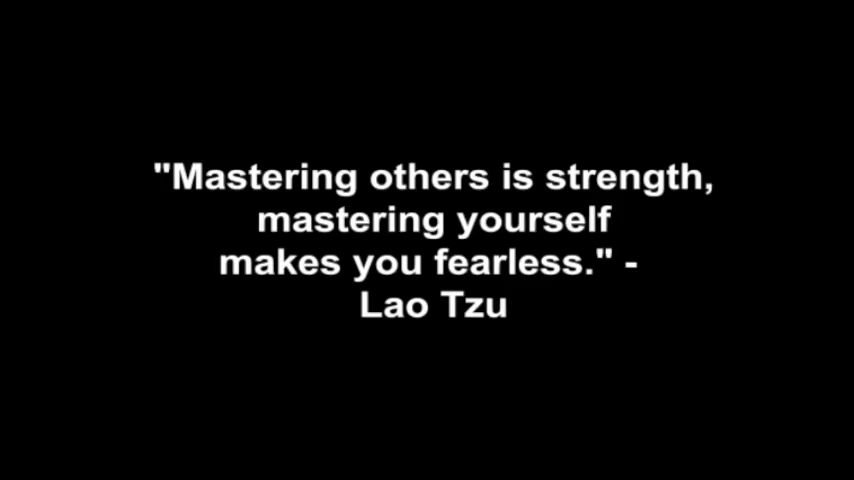 "Mastering others is strength,
mastering yourself
makes you fearless." -
Lao Tzu